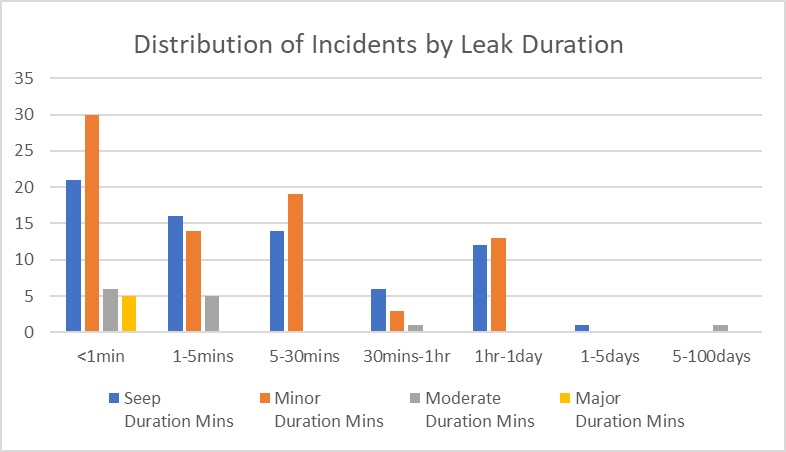 Distribution of Incidents by Leak Duration
35
30
25
20
15
10
5
0
<1min 1-5mins 5-30mins 30mins-1hr 1hr-1day 1-5days 5-100days
Seep Minor Moderate Major
Duration Mins Duration Mins Duration Mins Duration Mins